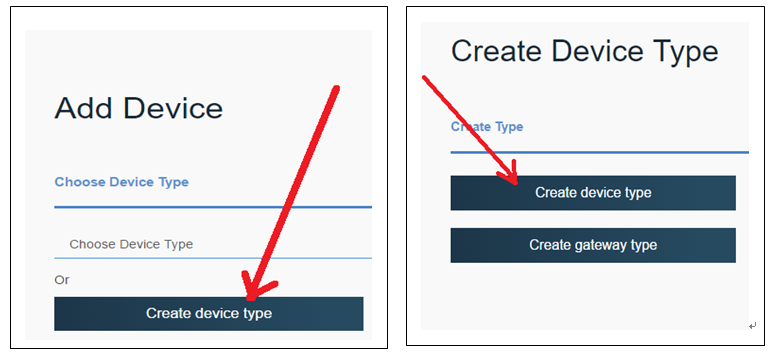 Add Device
Choose Device Type
Choose Device Type
Or
Create device type
Create Device Type
Create Type
Create device type
Create gateway type